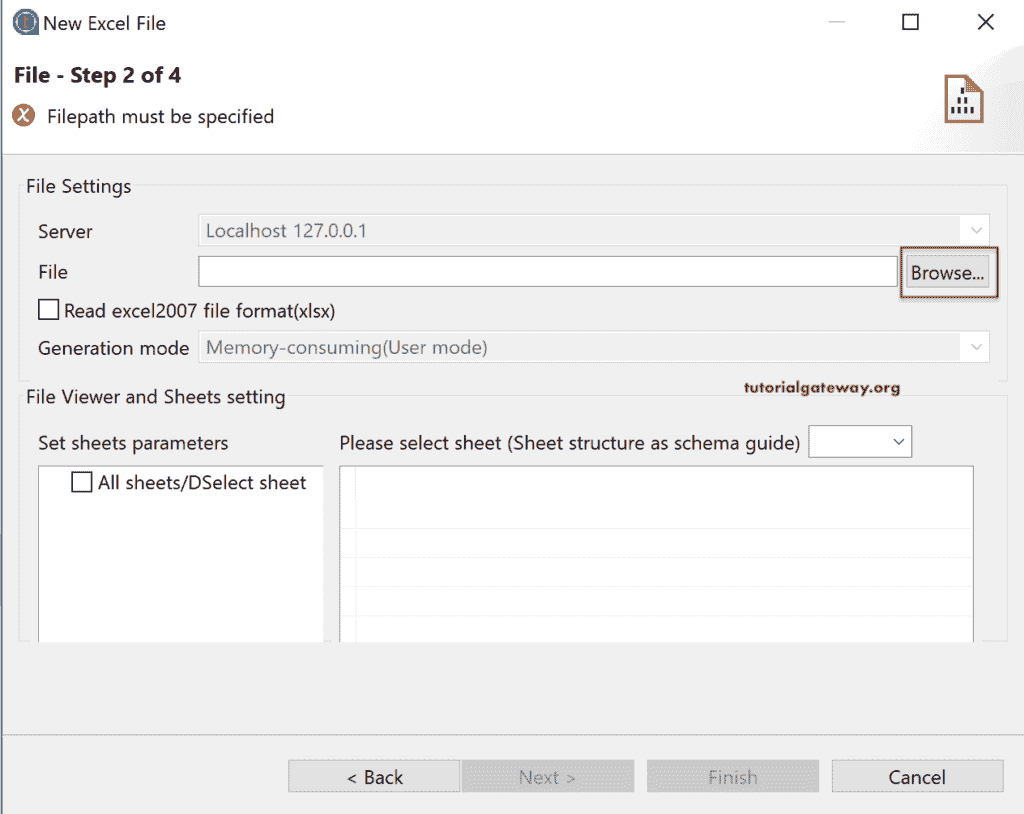 New Excel File
File - Step 2 of 4
Filepath must be specified
File Settings
Server Localhost 127.0.0.1
File Browse...
Read excel2007 file format(xlsx)
Generation mode Memory-consuming(User mode)
tutorialgateway.org
File Viewer and Sheets setting
Set sheets parameters Please select sheet (Sheet structure as schema guide)
All sheets/DSelect sheet
< Back Next > Finish Cancel